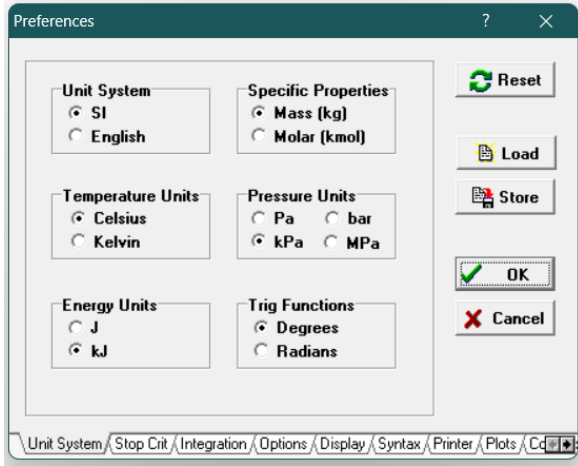 Preferences ?
Reset
Unit System
SI
English
Specific Properties
Mass (kg)
Molar (kmol)
Load
Store
Temperature Units
Celsius
Kelvin
Pressure Units
Pa bar
kPa MPa
OK
Cancel
Energy Units
J
kJ
Trig Functions
Degrees
Radians
Unit System Stop Crit Integration Options Display Syntax Printer Plots